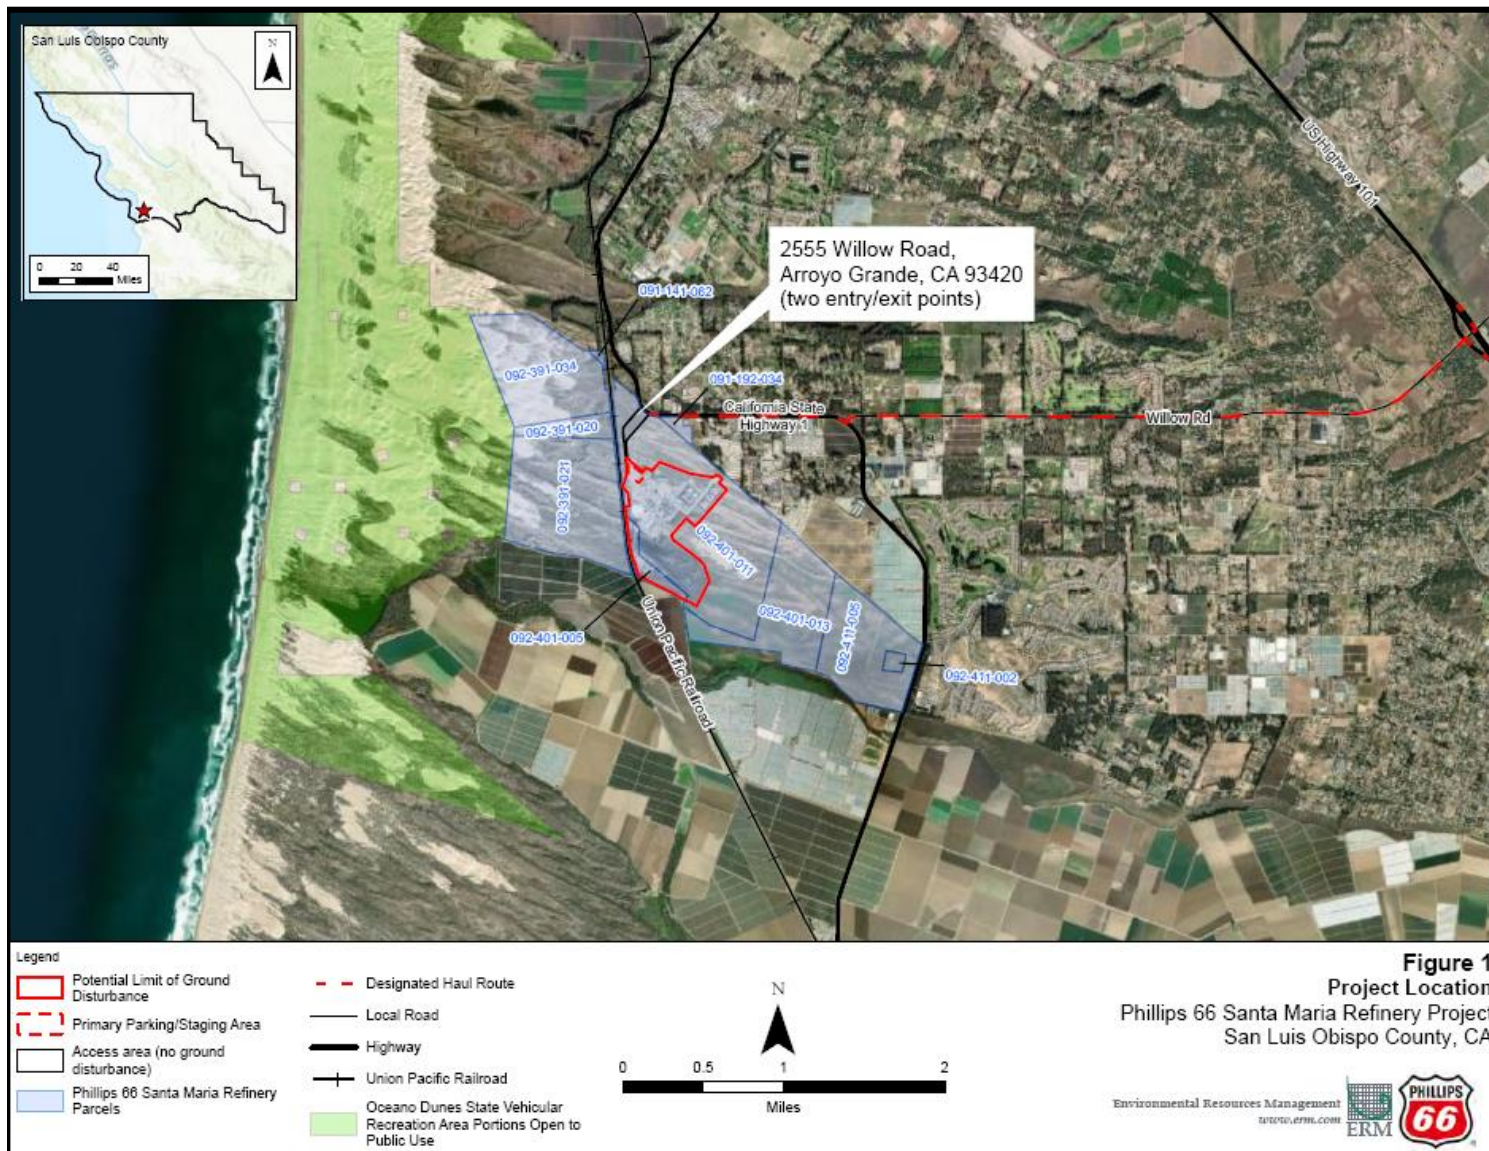 San Luis Obispo County
N
0 20 40
Miles
US Highway 101
2555 Willow Road,
Arroyo Grande, CA 93420
(two entry/exit points)
091-141-062
092-391-034
091-192-034
California State
Highway 1
Willow Rd
092-391-020
092-391-021
092-401-011
092-401-013
092-411-005
092-401-005
Union Pacific Railroad
092-411-002
Legend
Potential Limit of Ground
Disturbance
Primary Parking/Staging Area
Access area (no ground
disturbance)
Phillips 66 Santa Maria Refinery
Parcels
Designated Haul Route
Local Road
Highway
Union Pacific Railroad
Oceano Dunes State Vehicular
Recreation Area Portions Open to
Public Use
N
0 0.5 1 2
Miles
Figure 1
Project Location
Phillips 66 Santa Maria Refinery Project
San Luis Obispo County, CA
Environmental Resources Management
www.erm.com
ERM
PHILLIPS
66